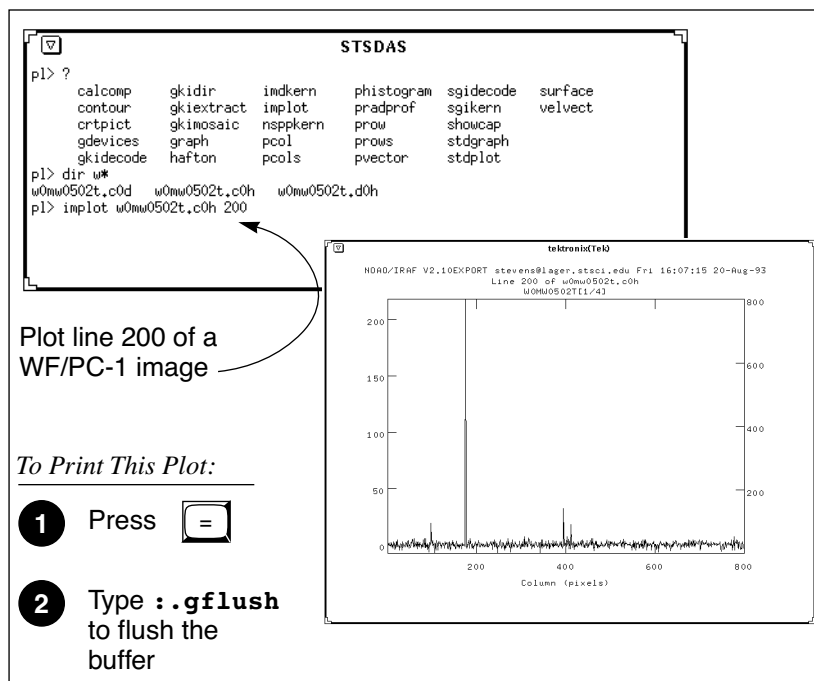 STSDAS
pl> ?
calcomp gkidir imdkern phistogram sgidecode surface
contour gkiextract implot pradprof sgikern velvect
crtpict gkimosaic nsppkern prow showcap
gdevices graph pcol prows stdgraph
gkidecode hafton pcols pvector stdplot
pl> dir w*
w0mw0502t.c0d w0mw0502t.c0h w0mw0502t.d0h
pl> implot w0mw0502t.c0h 200
Plot line 200 of a
WF/PC-1 image
tektronix(Tek)
NOAO/IRAF V2.10EXPORT stevens@lager.stsci.edu Fri 16:07:15 20-Aug-93
Line 200 of w0mw0502t.c0h
W0MW0502T[1/4]
200
150
100
50
0
800
600
400
200
200 400 600 800
Column (pixels)
To Print This Plot:
1 Press =
2 Type :.gflush
to flush the
buffer